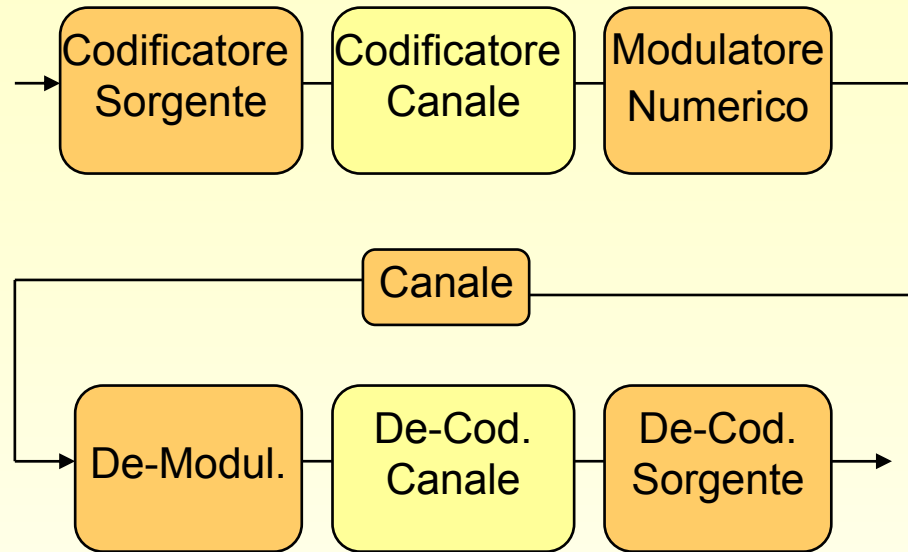 Codificatore
Sorgente
Codificatore
Canale
Modulatore
Numerico
Canale
De-Modul.
De-Cod.
Canale
De-Cod.
Sorgente